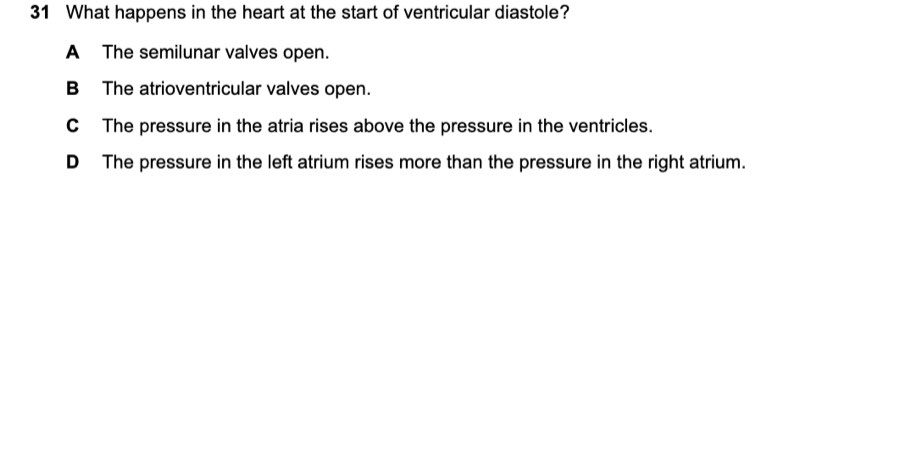 31 What happens in the heart at the start of ventricular diastole?
A The semilunar valves open.
B The atrioventricular valves open.
C The pressure in the atria rises above the pressure in the ventricles.
D The pressure in the left atrium rises more than the pressure in the right atrium.